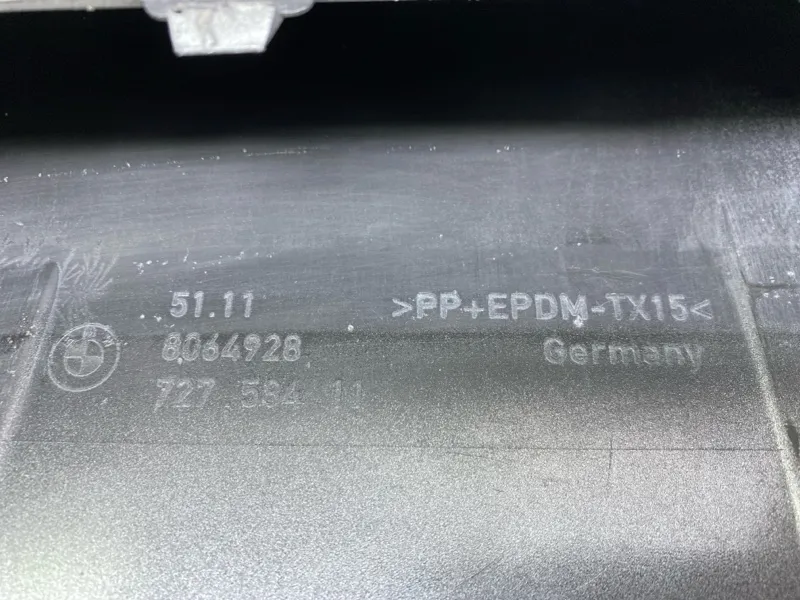 51.11
8064928
727 584 11
>PP+EPDM-TX15<
Germany